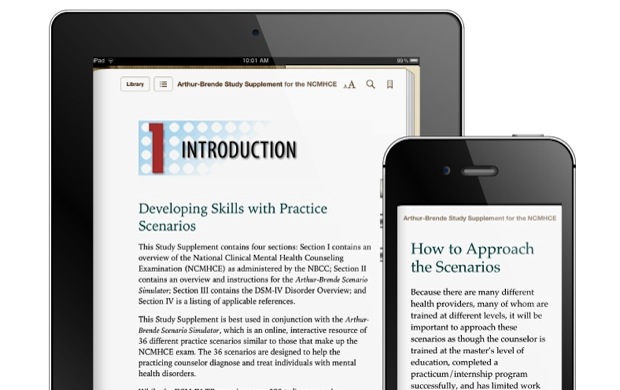 iPad
10:01 AM
99%
Library
Arthur-Brende Study Supplement for the NCMHCE
AA
1 INTRODUCTION
Developing Skills with Practice
Scenarios
This Study Supplement contains four sections: Section I contains an
overview of the National Clinical Mental Health Counseling
Examination (NCMHCE) as administered by the NBCC; Section II
contains an overview and instructions for the Arthur-Brende Scenario
Simulator; Section III contains the DSM-IV Disorder Overview; and
Section IV is a listing of applicable references.
This Study Supplement is best used in conjunction with the Arthur-
Brende Scenario Simulator, which is an online, interactive resource of
36 different practice scenarios similar to those that make up the
NCMHCE exam. The 36 scenarios are designed to help the
practicing counselor diagnose and treat individuals with mental
health disorders.
Arthur-Brende Study Supplement for the NCMHCE
How to Approach
the Scenarios
Because there are many different
health providers, many of whom are
trained at different levels, it will be
important to approach these
scenarios as though the counselor is
trained at the master's level of
education, completed a
practicum/internship program
successfully, and has limited work